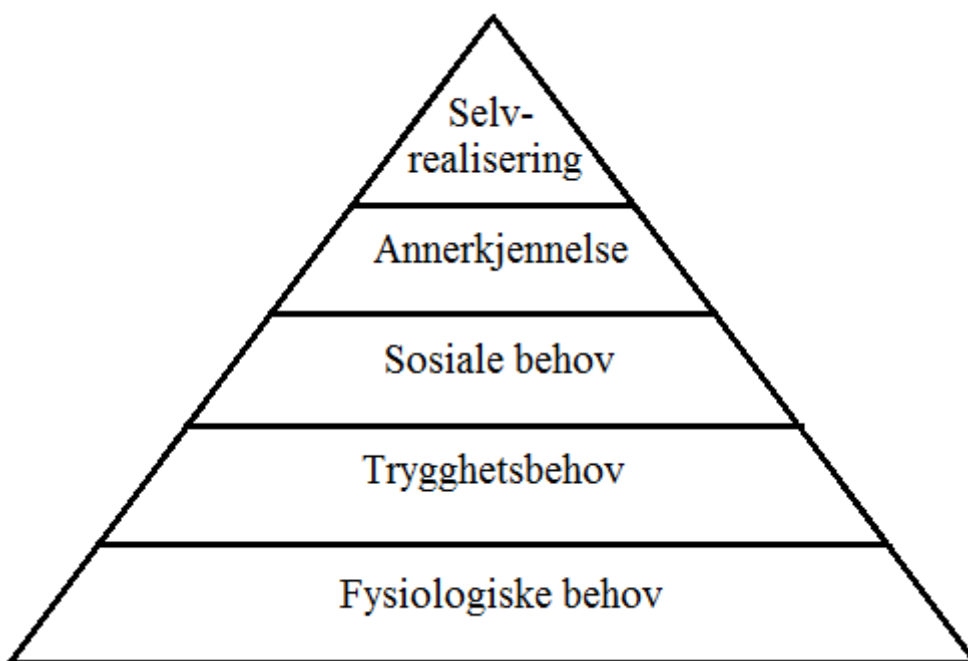 Selv-
realisering
Annerkjennelse
Sosiale behov
Trygghetsbehov
Fysiologiske behov